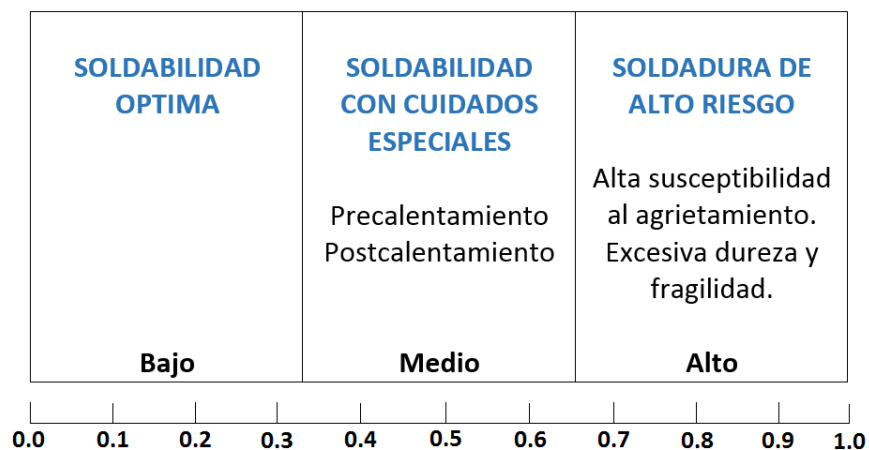 SOLDABILIDAD
OPTIMA
Bajo
SOLDABILIDAD
CON CUIDADOS
ESPECIALES
Precalentamiento
Postcalentamiento
Medio
SOLDADURA DE
ALTO RIESGO
Alta susceptibilidad
al agrietamiento.
Excesiva dureza y
fragilidad.
Alto
0.0 0.1 0.2 0.3 0.4 0.5 0.6 0.7 0.8 0.9 1.0